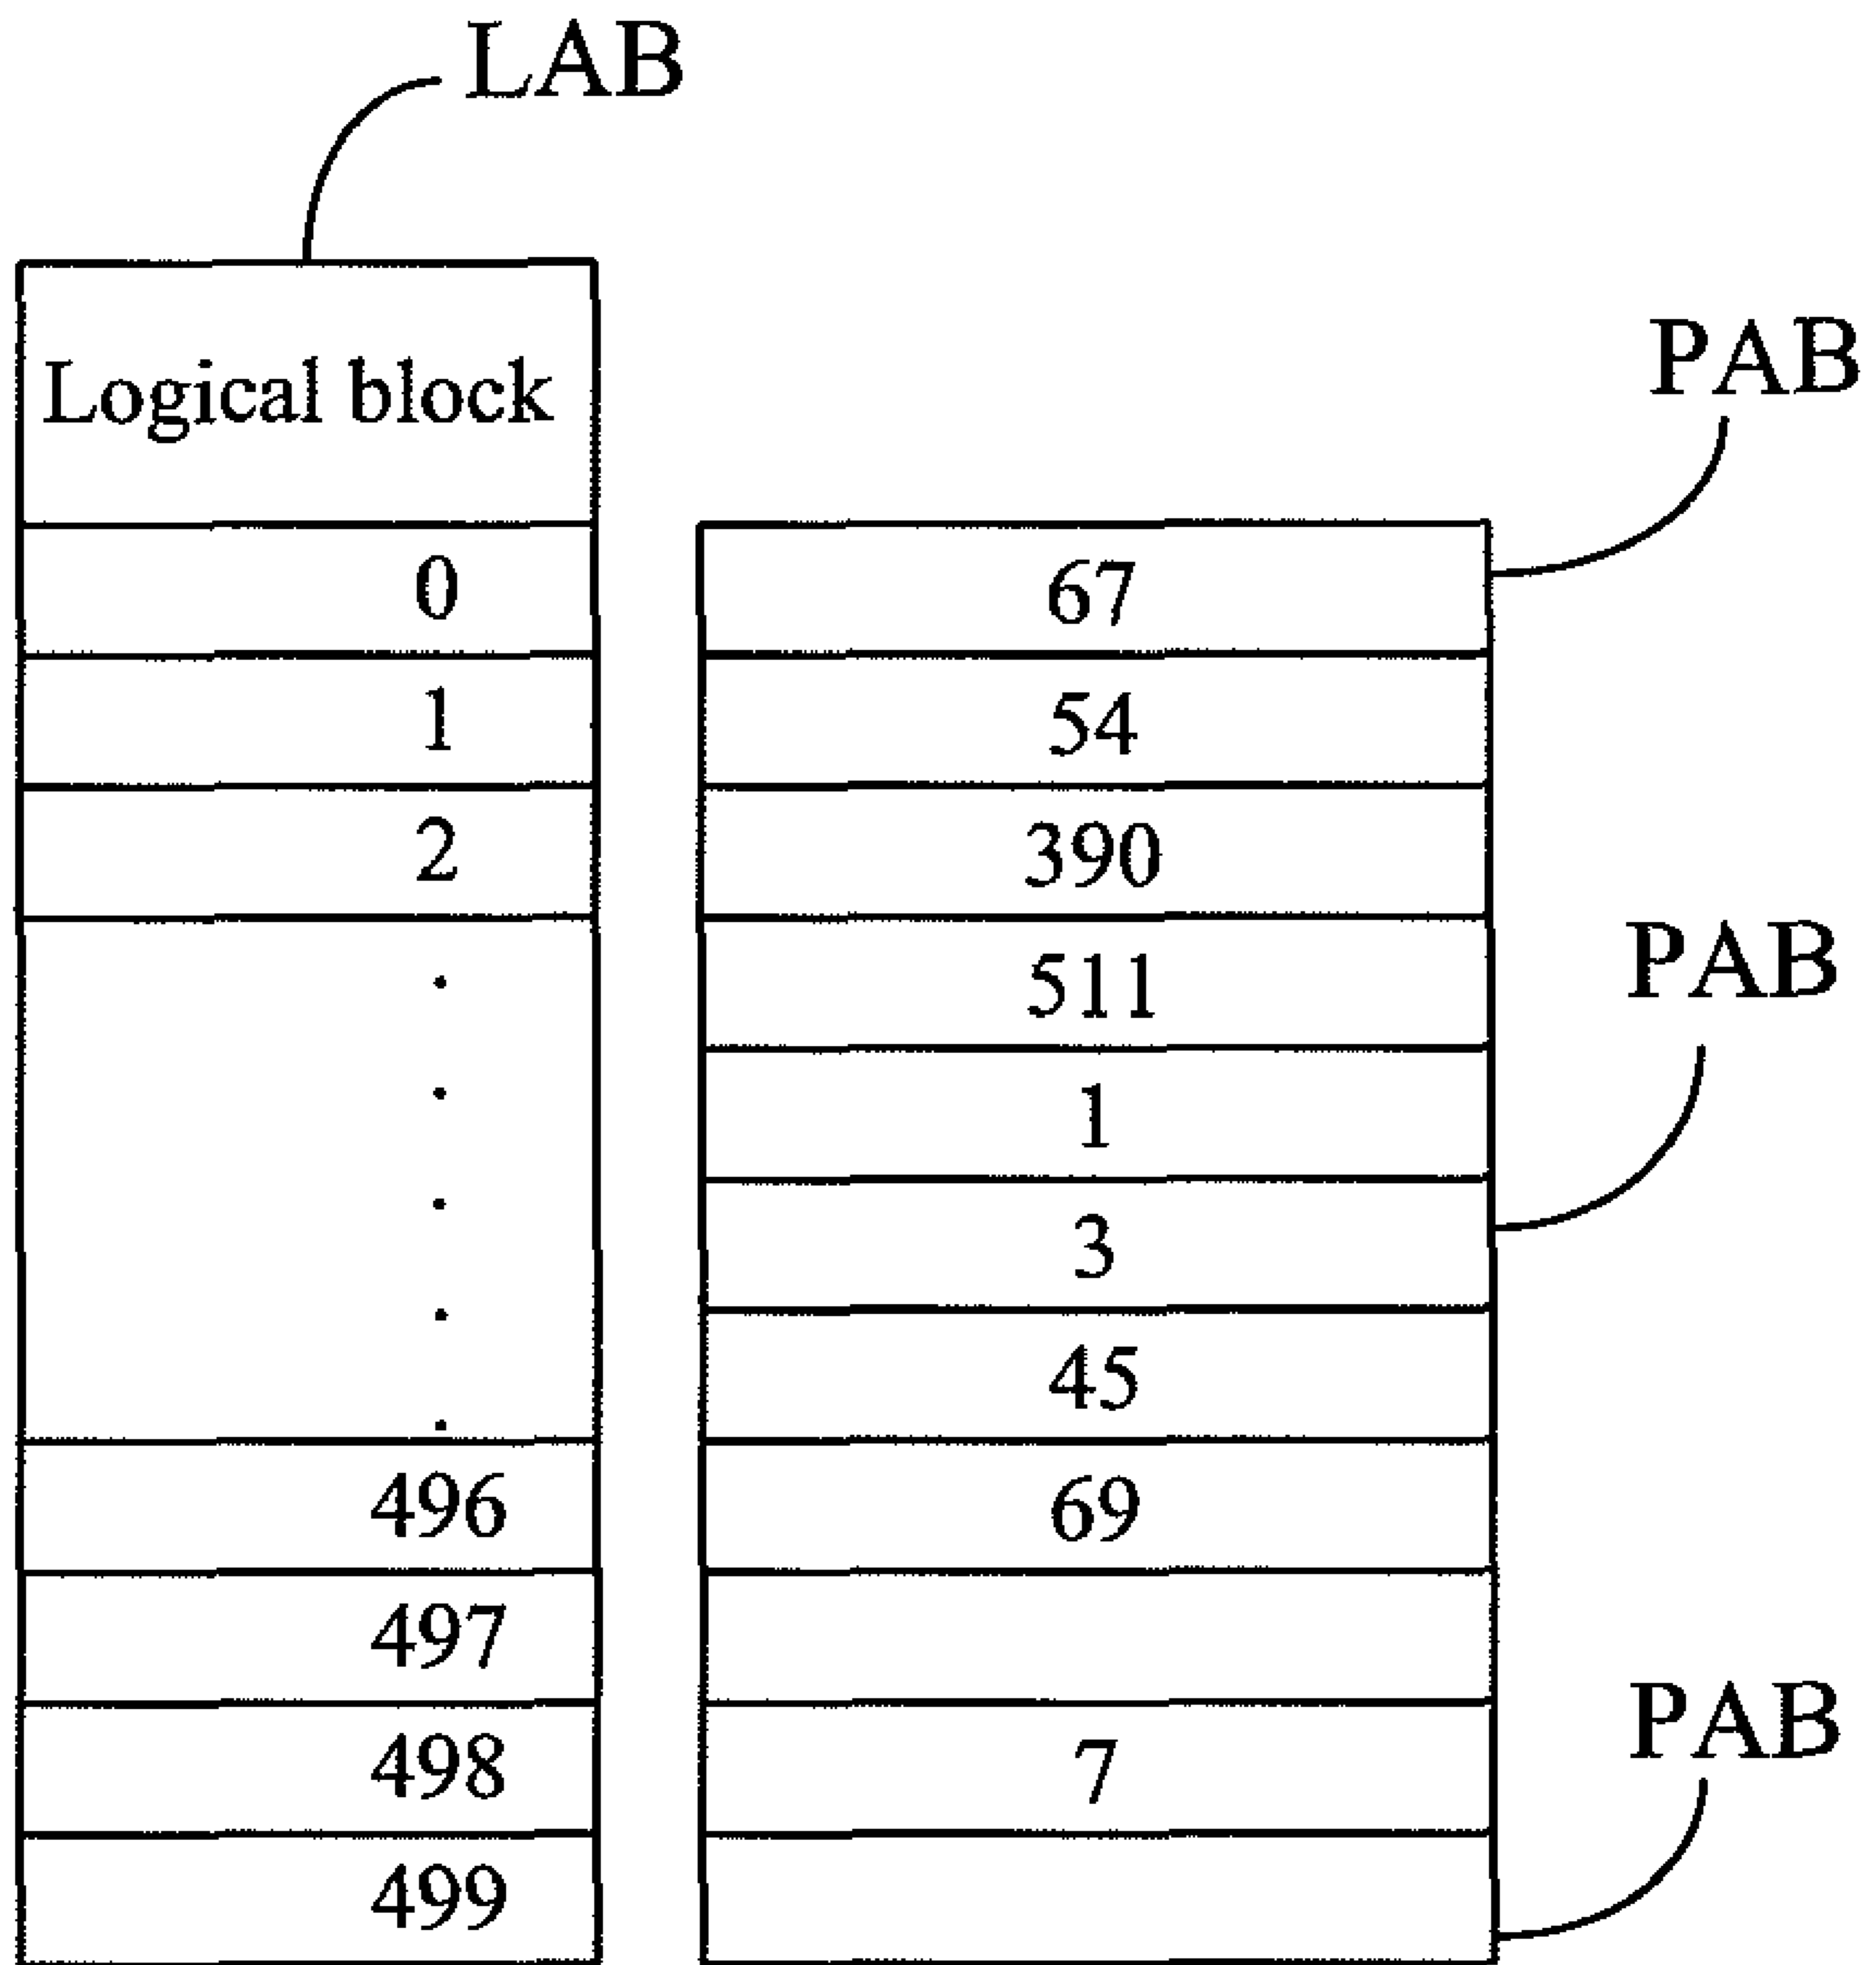 LAB
Logical block
PAB
0 67
1 54
2 390
. 511
PAB
. 1
. 3
. 45
.
496 69
497
498 7
PAB
499